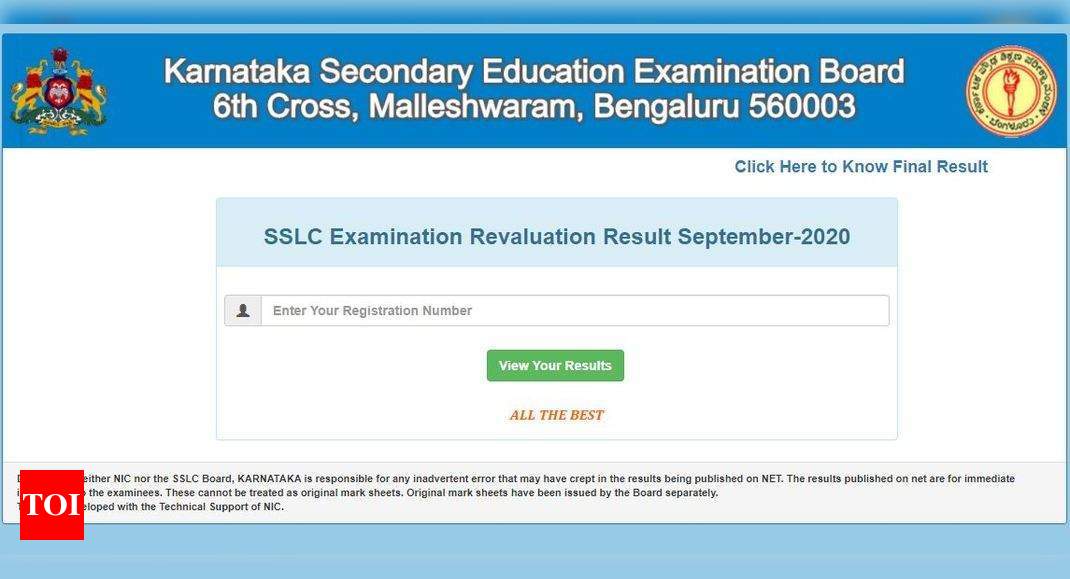 Karnataka Secondary Education Examination Board
6th Cross, Malleshwaram, Bengaluru 560003
Click Here to Know Final Result
SSLC Examination Revaluation Result September-2020
Enter Your Registration Number
View Your Results
ALL THE BEST
either NIC nor the SSLC Board, KARNATAKA is responsible for any inadvertent error that may have crept in the results being published on NET. The results published on net are for immediate
the examinees. These cannot be treated as original mark sheets. Original mark sheets have been issued by the Board separately.
eloped with the Technical Support of NIC.
TOI